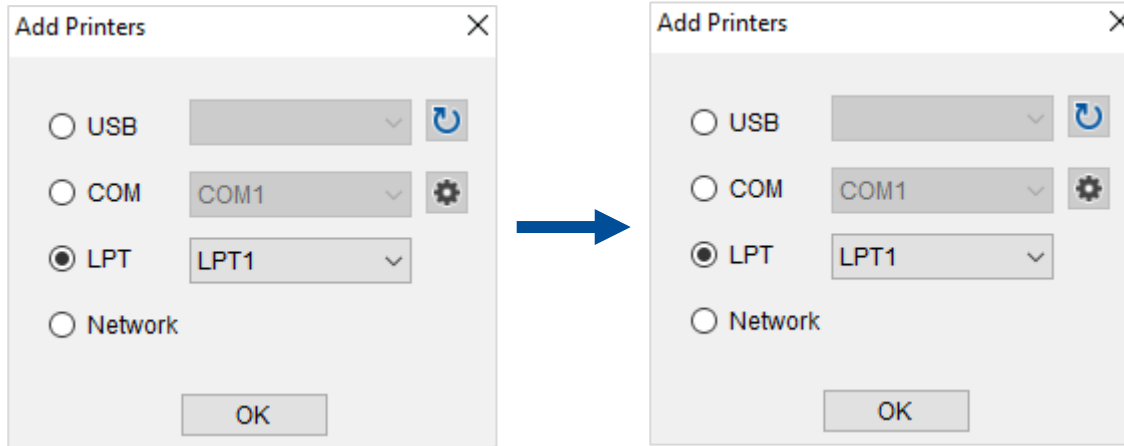 Add Printers
USB
COM COM1
LPT LPT1
Network
OK
Add Printers
USB
COM COM1
LPT LPT1
Network
OK